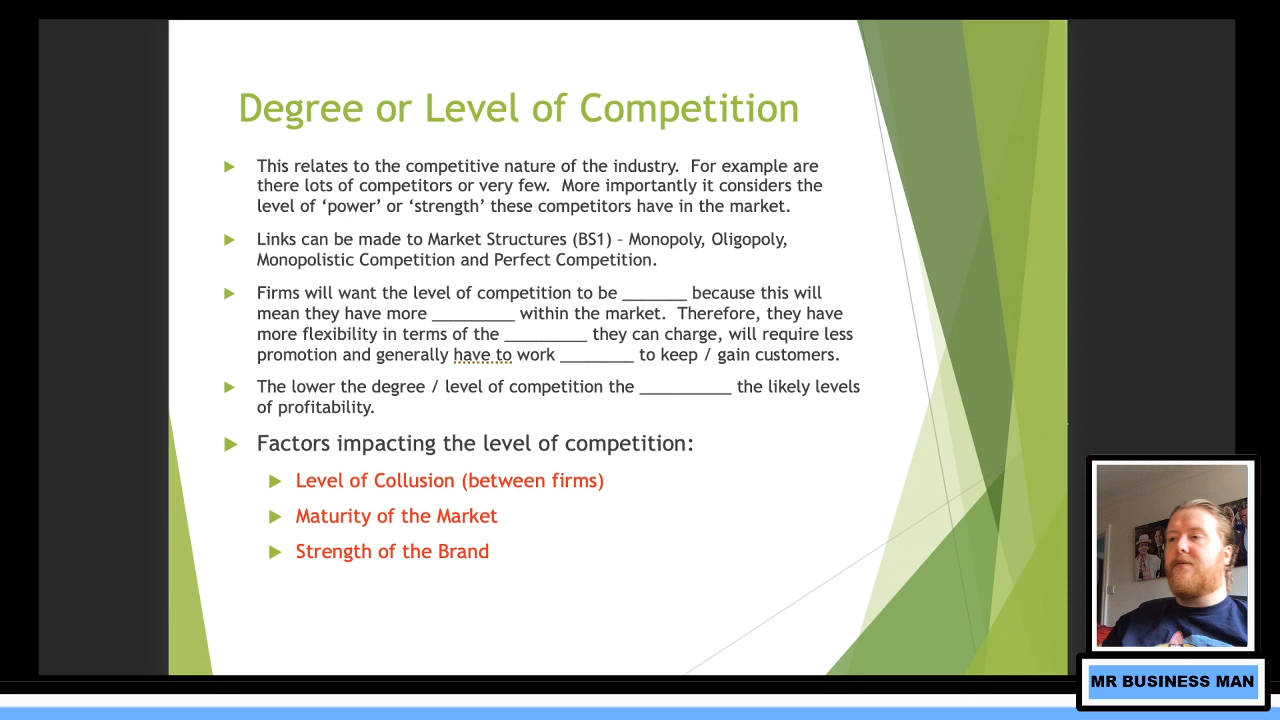 Degree or Level of Competition
This relates to the competitive nature of the industry.  For example are
there lots of competitors or very few.  More importantly it considers the
level of ‘power’ or ‘strength’ these competitors have in the market.
Links can be made to Market Structures (BS1) – Monopoly, Oligopoly,
Monopolistic Competition and Perfect Competition.
Firms will want the level of competition to be _______ because this will
mean they have more _________ within the market.  Therefore, they have
more flexibility in terms of the _________ they can charge, will require less
promotion and generally have to work ________ to keep / gain customers.
The lower the degree / level of competition the __________ the likely levels
of profitability.
Factors impacting the level of competition:
Level of Collusion (between firms)
Maturity of the Market
Strength of the Brand
MR BUSINESS MAN